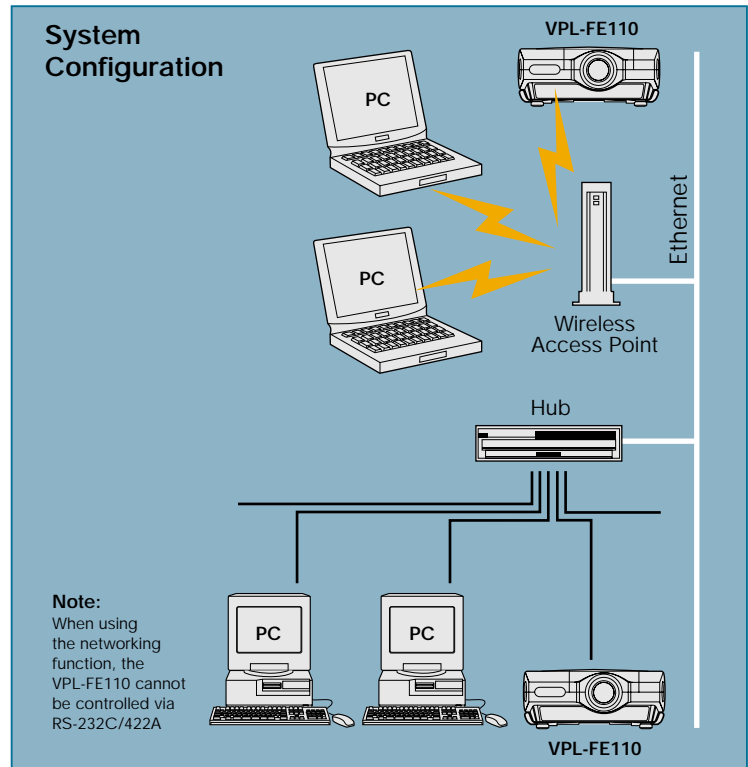 System
Configuration
VPL-FE110
PC
PC
Ethernet
Wireless
Access Point
Hub
Note:
When using
the networking
function, the
VPL-FE110 cannot
be controlled via
RS-232C/422A
PC
PC
VPL-FE110